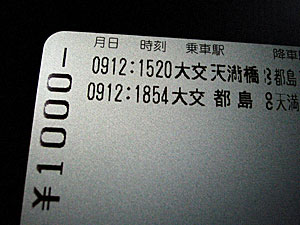 月日 時刻 乗車駅 降車
0912:1520大交天満橋 都島
0912:1854大交 都 島 天満
¥1000-